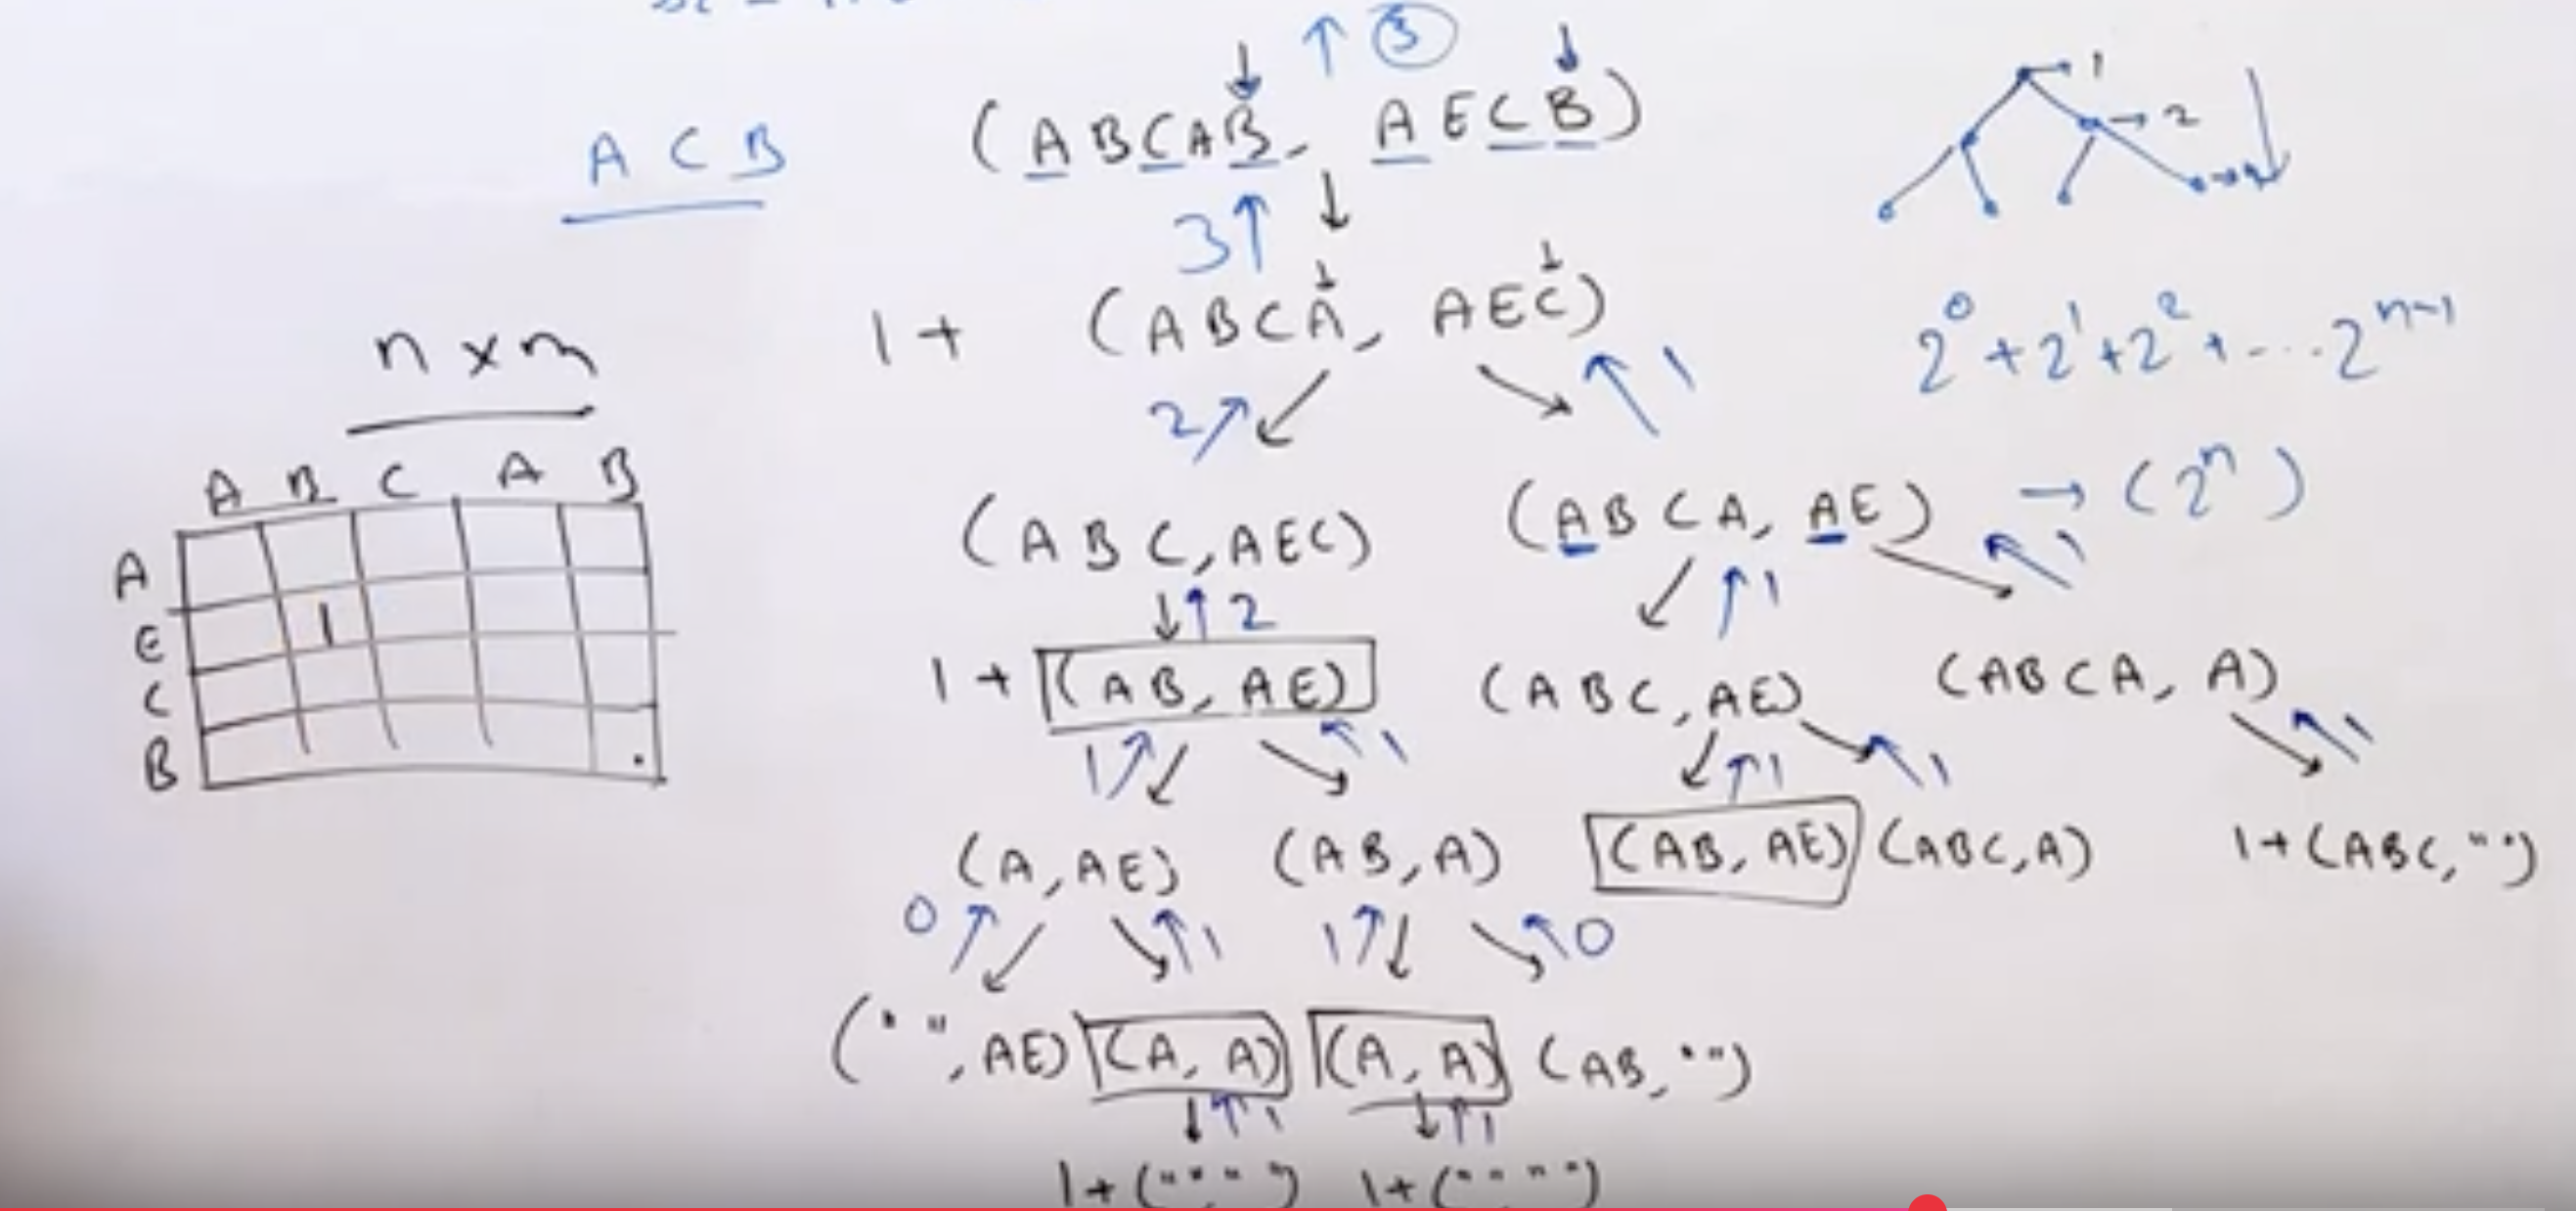 3
(ABCAB, AECB)
ACB
3
1+ (ABCA, AEC)
2 1
(ABC, AEC) (ABCA, AE)
2 1 1
1+ (AB, AE) (ABC, AE) (ABCA, A)
1 1 1 1 1
(A, AE) (AB, A) (AB, AE) (ABC, A) 1+(ABC, "")
0 1 1 0
("", AE) (A, A) (A, A) (AB, "")
1 1
1+("","") 1+("","")
n x m
A B C A B
A
E 1
C
B .
→ 1
→ 2
2^0 + 2^1 + 2^2 + -... 2^n-1
→ (2^n)